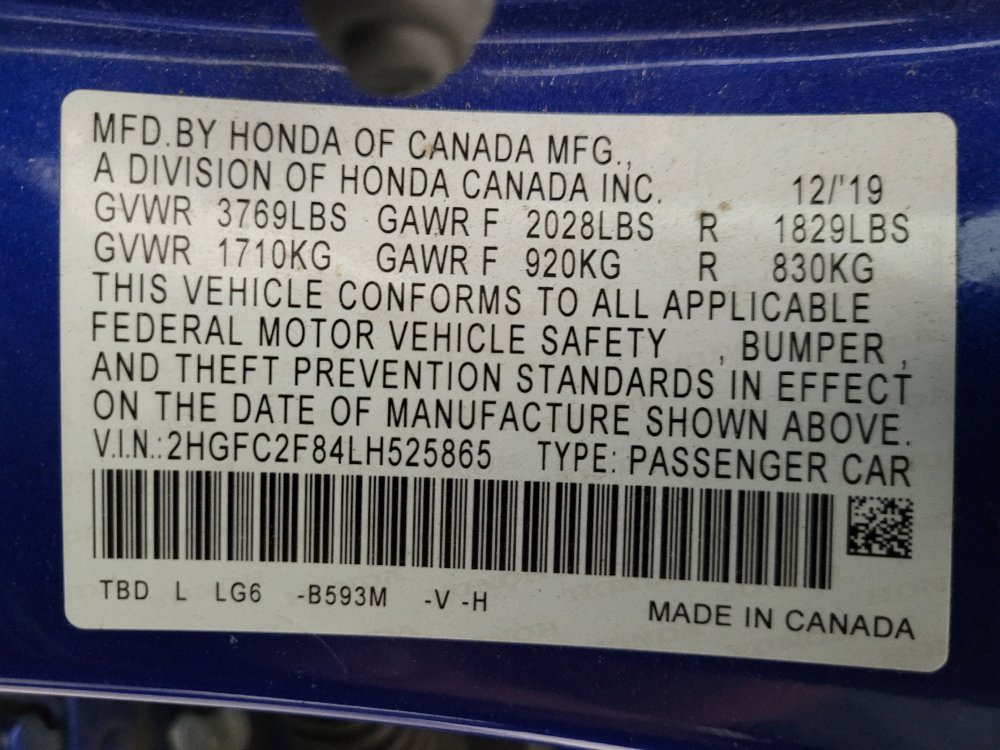 MFD.BY HONDA OF CANADA MFG.,
A DIVISION OF HONDA CANADA INC. 12/'19
GVWR 3769LBS GAWR F 2028LBS R 1829LBS
GVWR 1710KG GAWR F 920KG R 830KG
THIS VEHICLE CONFORMS TO ALL APPLICABLE
FEDERAL MOTOR VEHICLE SAFETY , BUMPER ,
AND THEFT PREVENTION STANDARDS IN EFFECT
ON THE DATE OF MANUFACTURE SHOWN ABOVE.
V.I.N.:2HGFC2F84LH525865 TYPE: PASSENGER CAR
TBD L LG6 -B593M -V -H
MADE IN CANADA